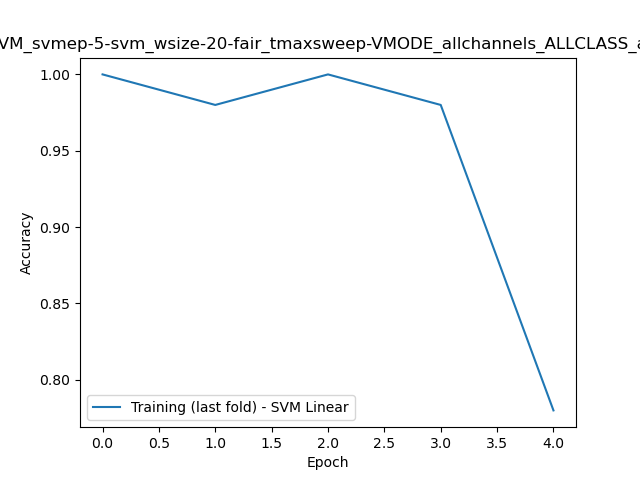 VM_svmep-5-svm_wsize-20-fair_tmaxsweep-VMODE_allchannels_ALLCLASS_a
1.00
0.95
0.90
0.85
0.80
Accuracy
Training (last fold) - SVM Linear
0.0 0.5 1.0 1.5 2.0 2.5 3.0 3.5 4.0
Epoch